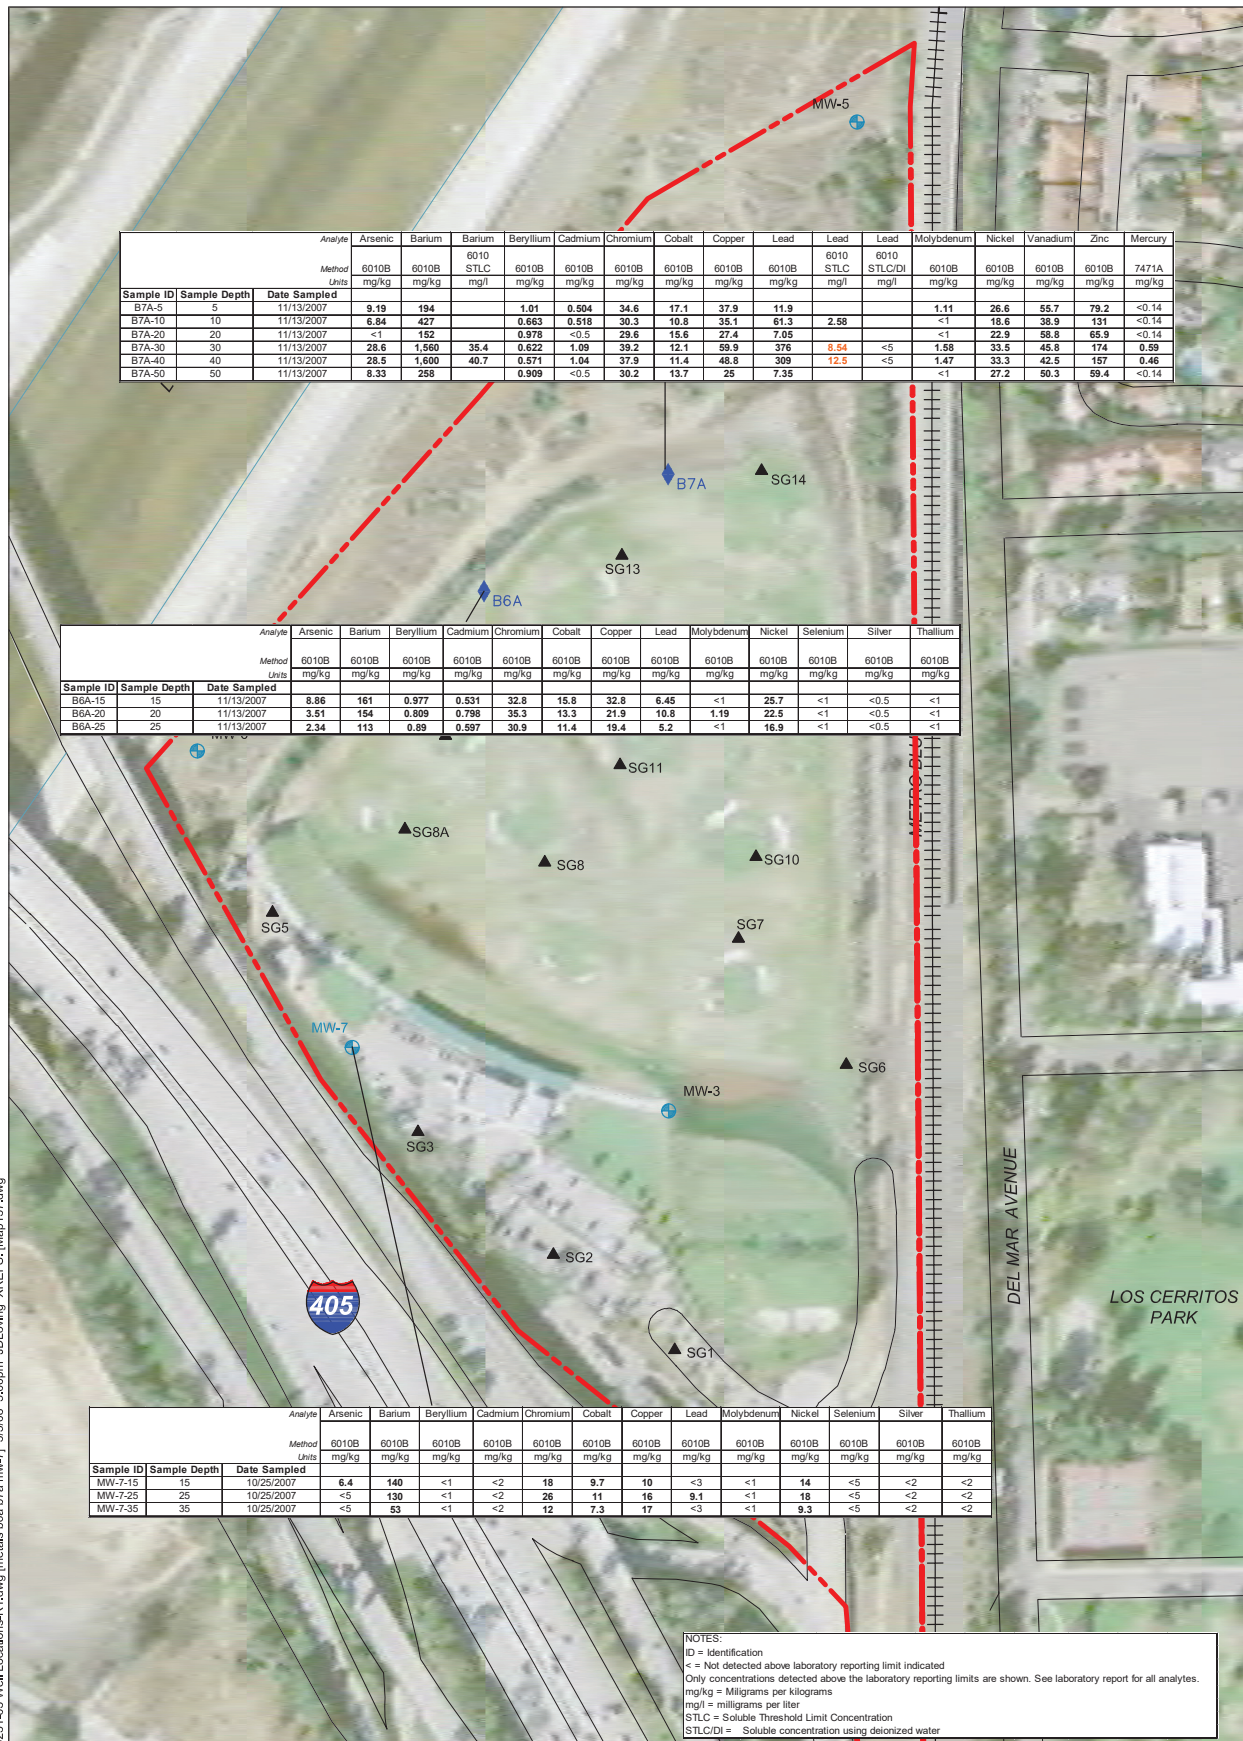 MW-5
Analyte Arsenic Barium Barium Beryllium Cadmium Chromium Cobalt Copper Lead Lead Lead Molybdenum Nickel Vanadium Zinc Mercury
Method 6010B 6010B 6010 STLC 6010B 6010B 6010B 6010B 6010B 6010B 6010 STLC 6010 STLC/DI 6010B 6010B 6010B 6010B 7471A
Units mg/kg mg/kg mg/l mg/kg mg/kg mg/kg mg/kg mg/kg mg/kg mg/l mg/l mg/kg mg/kg mg/kg mg/kg mg/kg
Sample ID Sample Depth Date Sampled
B7A-5 5 11/13/2007 9.19 194 1.01 0.504 34.6 17.1 37.9 11.9 1.11 26.6 55.7 79.2 <0.14
B7A-10 10 11/13/2007 6.84 427 0.663 0.518 30.3 10.8 35.1 61.3 2.58 <1 18.6 38.9 131 <0.14
B7A-20 20 11/13/2007 <1 152 0.978 <0.5 29.6 15.6 27.4 7.05 <1 22.9 58.8 65.9 <0.14
B7A-30 30 11/13/2007 28.6 1,560 35.4 0.622 1.09 39.2 12.1 59.9 376 8.54 <5 1.58 33.5 45.8 174 0.59
B7A-40 40 11/13/2007 28.5 1,600 40.7 0.571 1.04 37.9 11.4 48.8 309 12.5 <5 1.47 33.3 42.5 157 0.46
B7A-50 50 11/13/2007 8.33 258 0.909 <0.5 30.2 13.7 25 7.35 <1 27.2 50.3 59.4 <0.14
B7A
SG14
SG13
B6A
Analyte Arsenic Barium Beryllium Cadmium Chromium Cobalt Copper Lead Molybdenum Nickel Selenium Silver Thallium
Method 6010B 6010B 6010B 6010B 6010B 6010B 6010B 6010B 6010B 6010B 6010B 6010B 6010B
Units mg/kg mg/kg mg/kg mg/kg mg/kg mg/kg mg/kg mg/kg mg/kg mg/kg mg/kg mg/kg mg/kg
Sample ID Sample Depth Date Sampled
B6A-15 15 11/13/2007 8.86 161 0.977 0.531 32.8 15.8 32.8 6.45 <1 25.7 <1 <0.5 <1
B6A-20 20 11/13/2007 3.51 154 0.809 0.798 35.3 13.3 21.9 10.8 1.19 22.5 <1 <0.5 <1
B6A-25 25 11/13/2007 2.34 113 0.89 0.597 30.9 11.4 19.4 5.2 <1 16.9 <1 <0.5 <1
SG11
METRO
SG8A
SG8
SG10
SG5
SG7
MW-7
SG6
MW-3
SG3
SG2
DEL MAR AVENUE
405
LOS CERRITOS
PARK
SG1
Analyte Arsenic Barium Beryllium Cadmium Chromium Cobalt Copper Lead Molybdenum Nickel Selenium Silver Thallium
Method 6010B 6010B 6010B 6010B 6010B 6010B 6010B 6010B 6010B 6010B 6010B 6010B 6010B
Units mg/kg mg/kg mg/kg mg/kg mg/kg mg/kg mg/kg mg/kg mg/kg mg/kg mg/kg mg/kg mg/kg
Sample ID Sample Depth Date Sampled
MW-7-15 15 10/25/2007 6.4 140 <1 <2 18 9.7 10 <3 <1 14 <5 <2 <2
MW-7-25 25 10/25/2007 <5 130 <1 <2 26 11 16 9.1 <1 18 <5 <2 <2
MW-7-35 35 10/25/2007 <5 53 <1 <2 12 7.3 17 <3 <1 9.3 <5 <2 <2
NOTES:
ID = Identification
< = Not detected above laboratory reporting limit indicated
Only concentrations detected above the laboratory reporting limits are shown. See laboratory report for all analytes.
mg/kg = Miligrams per kilograms
mg/l = milligrams per liter
STLC = Soluble Threshold Limit Concentration
STLC/DI = Soluble concentration using deionized water